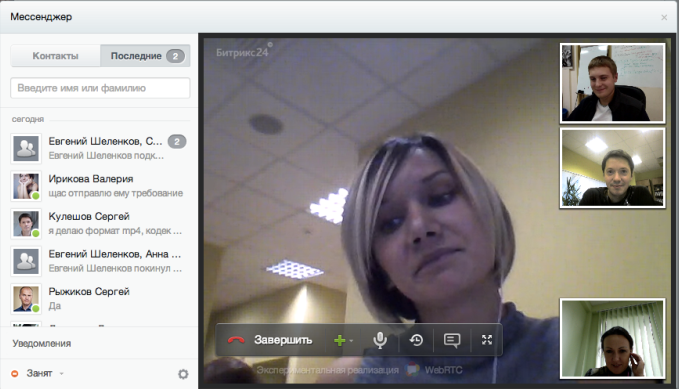 Мессенджер
Контакты
Последние 2
Введите имя или фамилию
сегодня
Евгений Шеленков, С... 2
Евгений Шеленков подк...
Ирикова Валерия
щас отправлю ему требование
Кулешов Сергей
я делаю формат mp4, кодек ...
Евгений Шеленков, Анна ...
Евгений Шеленков покинул ...
Рыжиков Сергей
Да
Уведомления
Занят
Битрикс24
Завершить
Экспериментальная реализация WebRTC